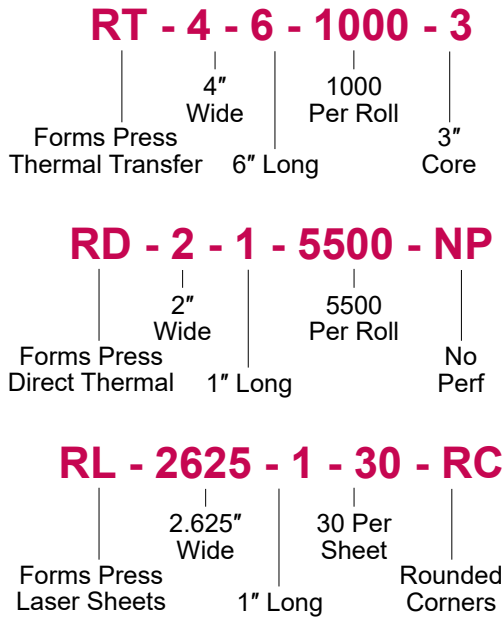 RT - 4 - 6 - 1000 - 3
4″
Wide
1000
Per Roll
Forms Press
Thermal Transfer
6″ Long
3″
Core
RD - 2 - 1 - 5500 - NP
2″
Wide
5500
Per Roll
Forms Press
Direct Thermal
1″ Long
No
Perf
RL - 2625 - 1 - 30 - RC
2.625″
Wide
30 Per
Sheet
Forms Press
Laser Sheets
1″ Long
Rounded
Corners